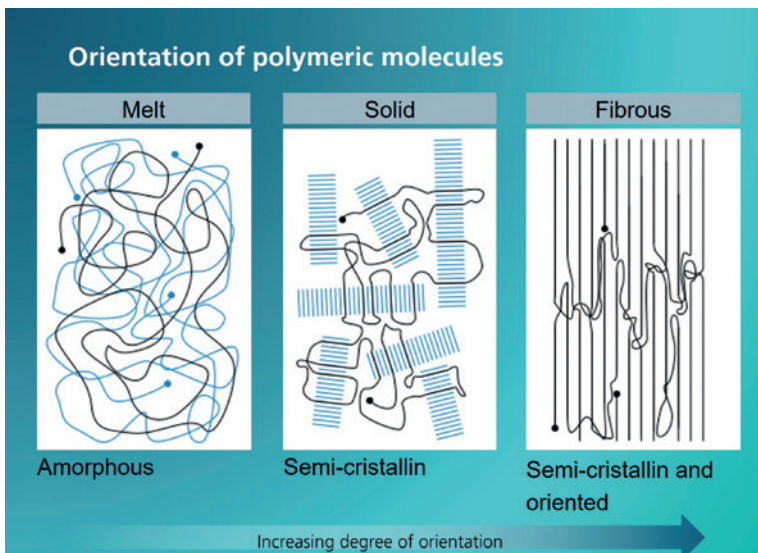 Orientation of polymeric molecules
Melt
Solid
Fibrous
Amorphous
Semi-cristallin
Semi-cristallin and
oriented
Increasing degree of orientation